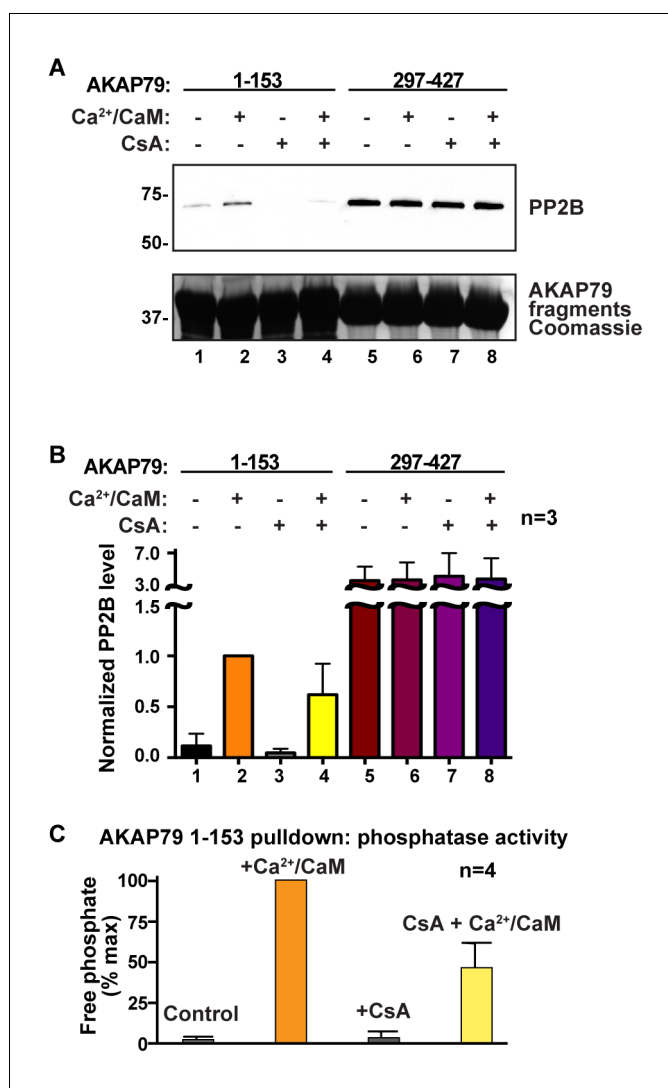 A
AKAP79: 1-153 297-427
Ca²⁺/CaM: - + - + - + - +
CsA: - - + + - - + +
75-
PP2B
50-
37-
AKAP79
fragments
Coomassie
1 2 3 4 5 6 7 8
B
AKAP79: 1-153 297-427
Ca²⁺/CaM: - + - + - + - +
CsA: - - + + - - + +
n=3
Normalized PP2B level
7.0
3.0
1.5
1.0
0.5
0.0
1 2 3 4 5 6 7 8
C AKAP79 1-153 pulldown: phosphatase activity
+Ca²⁺/CaM n=4
Free phosphate
(% max)
100
75
50
25
0
Control
+CsA
CsA + Ca²⁺/CaM